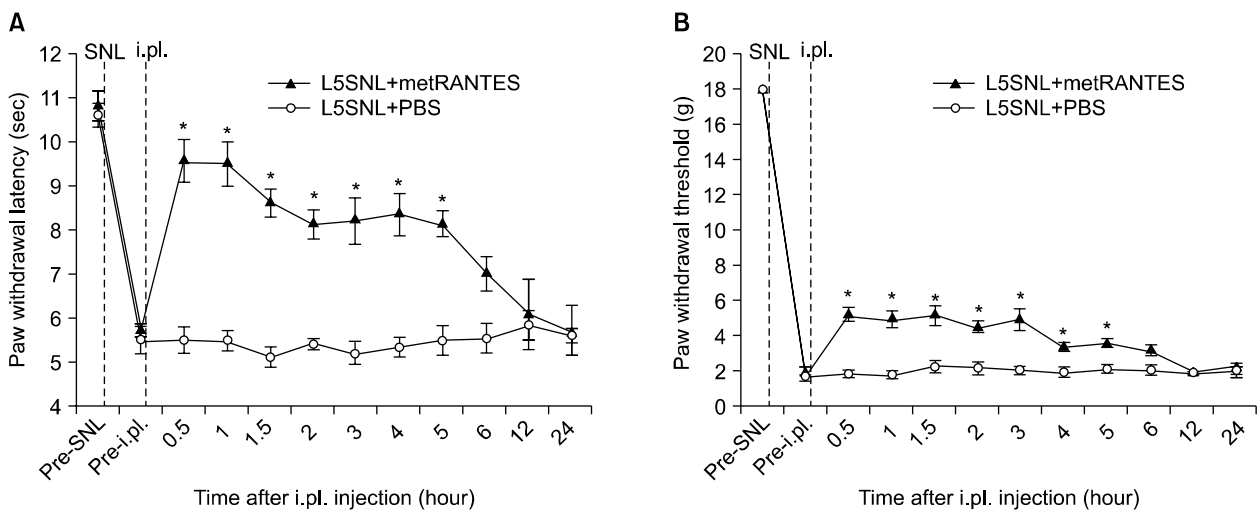 A
SNL i.pl.
L5SNL+metRANTES
L5SNL+PBS
Paw withdrawal latency (sec)
12
11
10
9
8
7
6
5
4
* * * * * * *
Pre-SNL Pre-i.pl. 0.5 1 1.5 2 3 4 5 6 12 24
Time after i.pl. injection (hour)
B
SNL i.pl.
L5SNL+metRANTES
L5SNL+PBS
Paw withdrawal threshold (g)
20
18
16
14
12
10
8
6
4
2
0
* * * * * * *
Pre-SNL Pre-i.pl. 0.5 1 1.5 2 3 4 5 6 12 24
Time after i.pl. injection (hour)